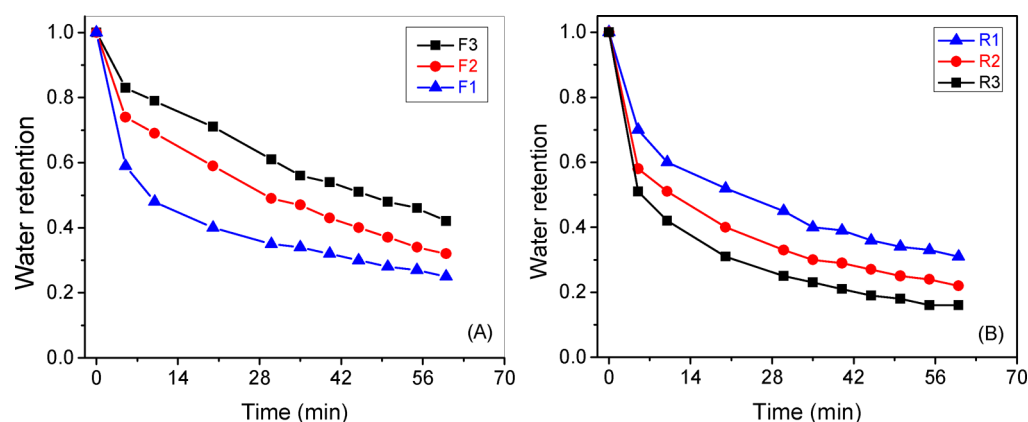 1.0
0.8
0.6
0.4
0.2
0.0
Water retention
F3
F2
F1
(A)
0 14 28 42 56 70
Time (min)
1.0
0.8
0.6
0.4
0.2
0.0
Water retention
R1
R2
R3
(B)
0 14 28 42 56 70
Time (min)